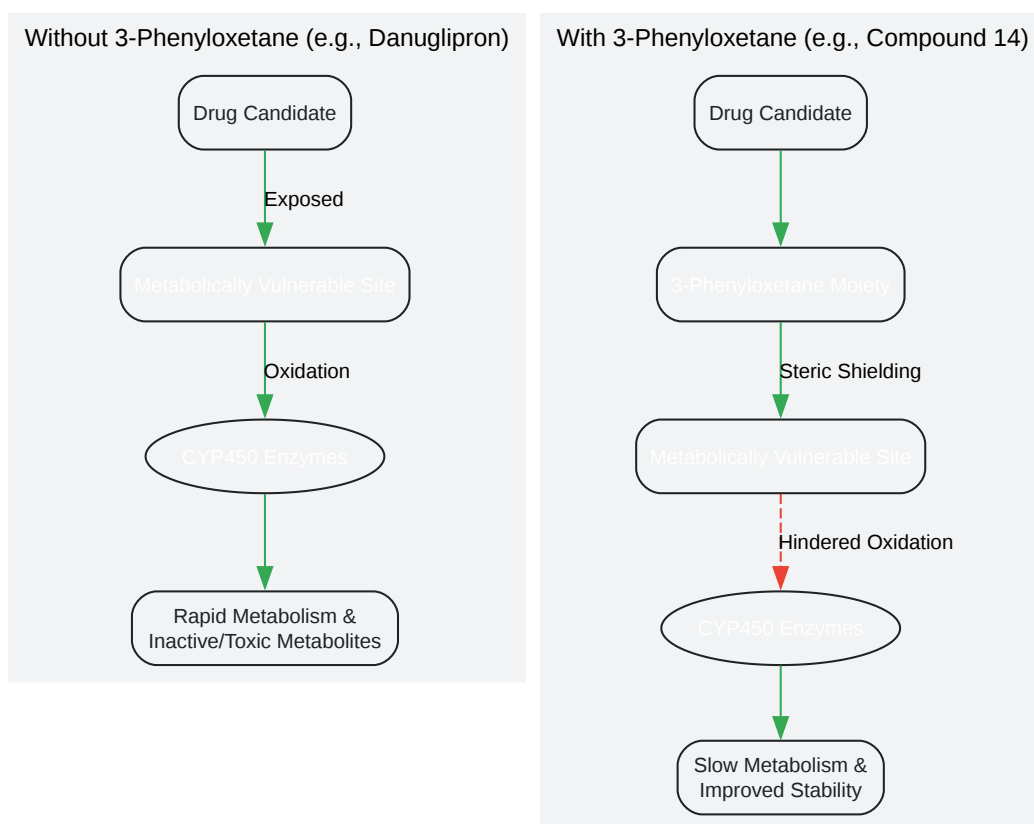 Without 3-Phenyloxetane (e.g., Danuglipron)
Drug Candidate
Exposed
Metabolically Vulnerable Site
Oxidation
CYP450 Enzymes
Rapid Metabolism &
Inactive/Toxic Metabolites
With 3-Phenyloxetane (e.g., Compound 14)
Drug Candidate
3-Phenyloxetane Moiety
Steric Shielding
Metabolically Vulnerable Site
Hindered Oxidation
CYP450 Enzymes
Slow Metabolism &
Improved Stability